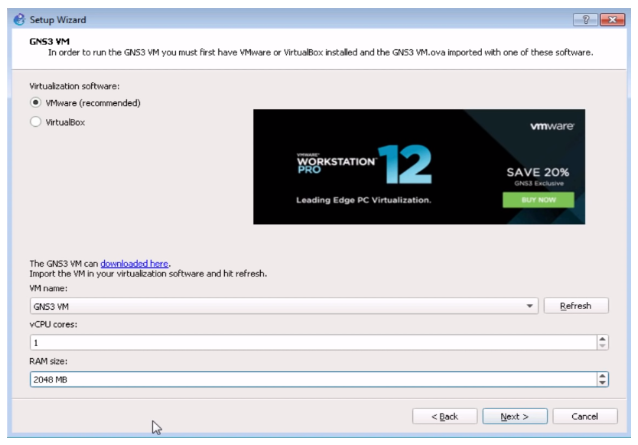 Setup Wizard
GNS3 VM
In order to run the GNS3 VM you must first have VMware or VirtualBox installed and the GNS3 VM.ova imported with one of these software.
Virtualization software:
VMware (recommended)
VirtualBox
vmware
VMWARE
WORKSTATION 12
PRO
SAVE 20%
GNS3 Exclusive
Leading Edge PC Virtualization.
BUY NOW
The GNS3 VM can downloaded here.
Import the VM in your virtualization software and hit refresh.
VM name:
GNS3 VM
Refresh
vCPU cores:
1
RAM size:
2048 MB
< Back
Next >
Cancel